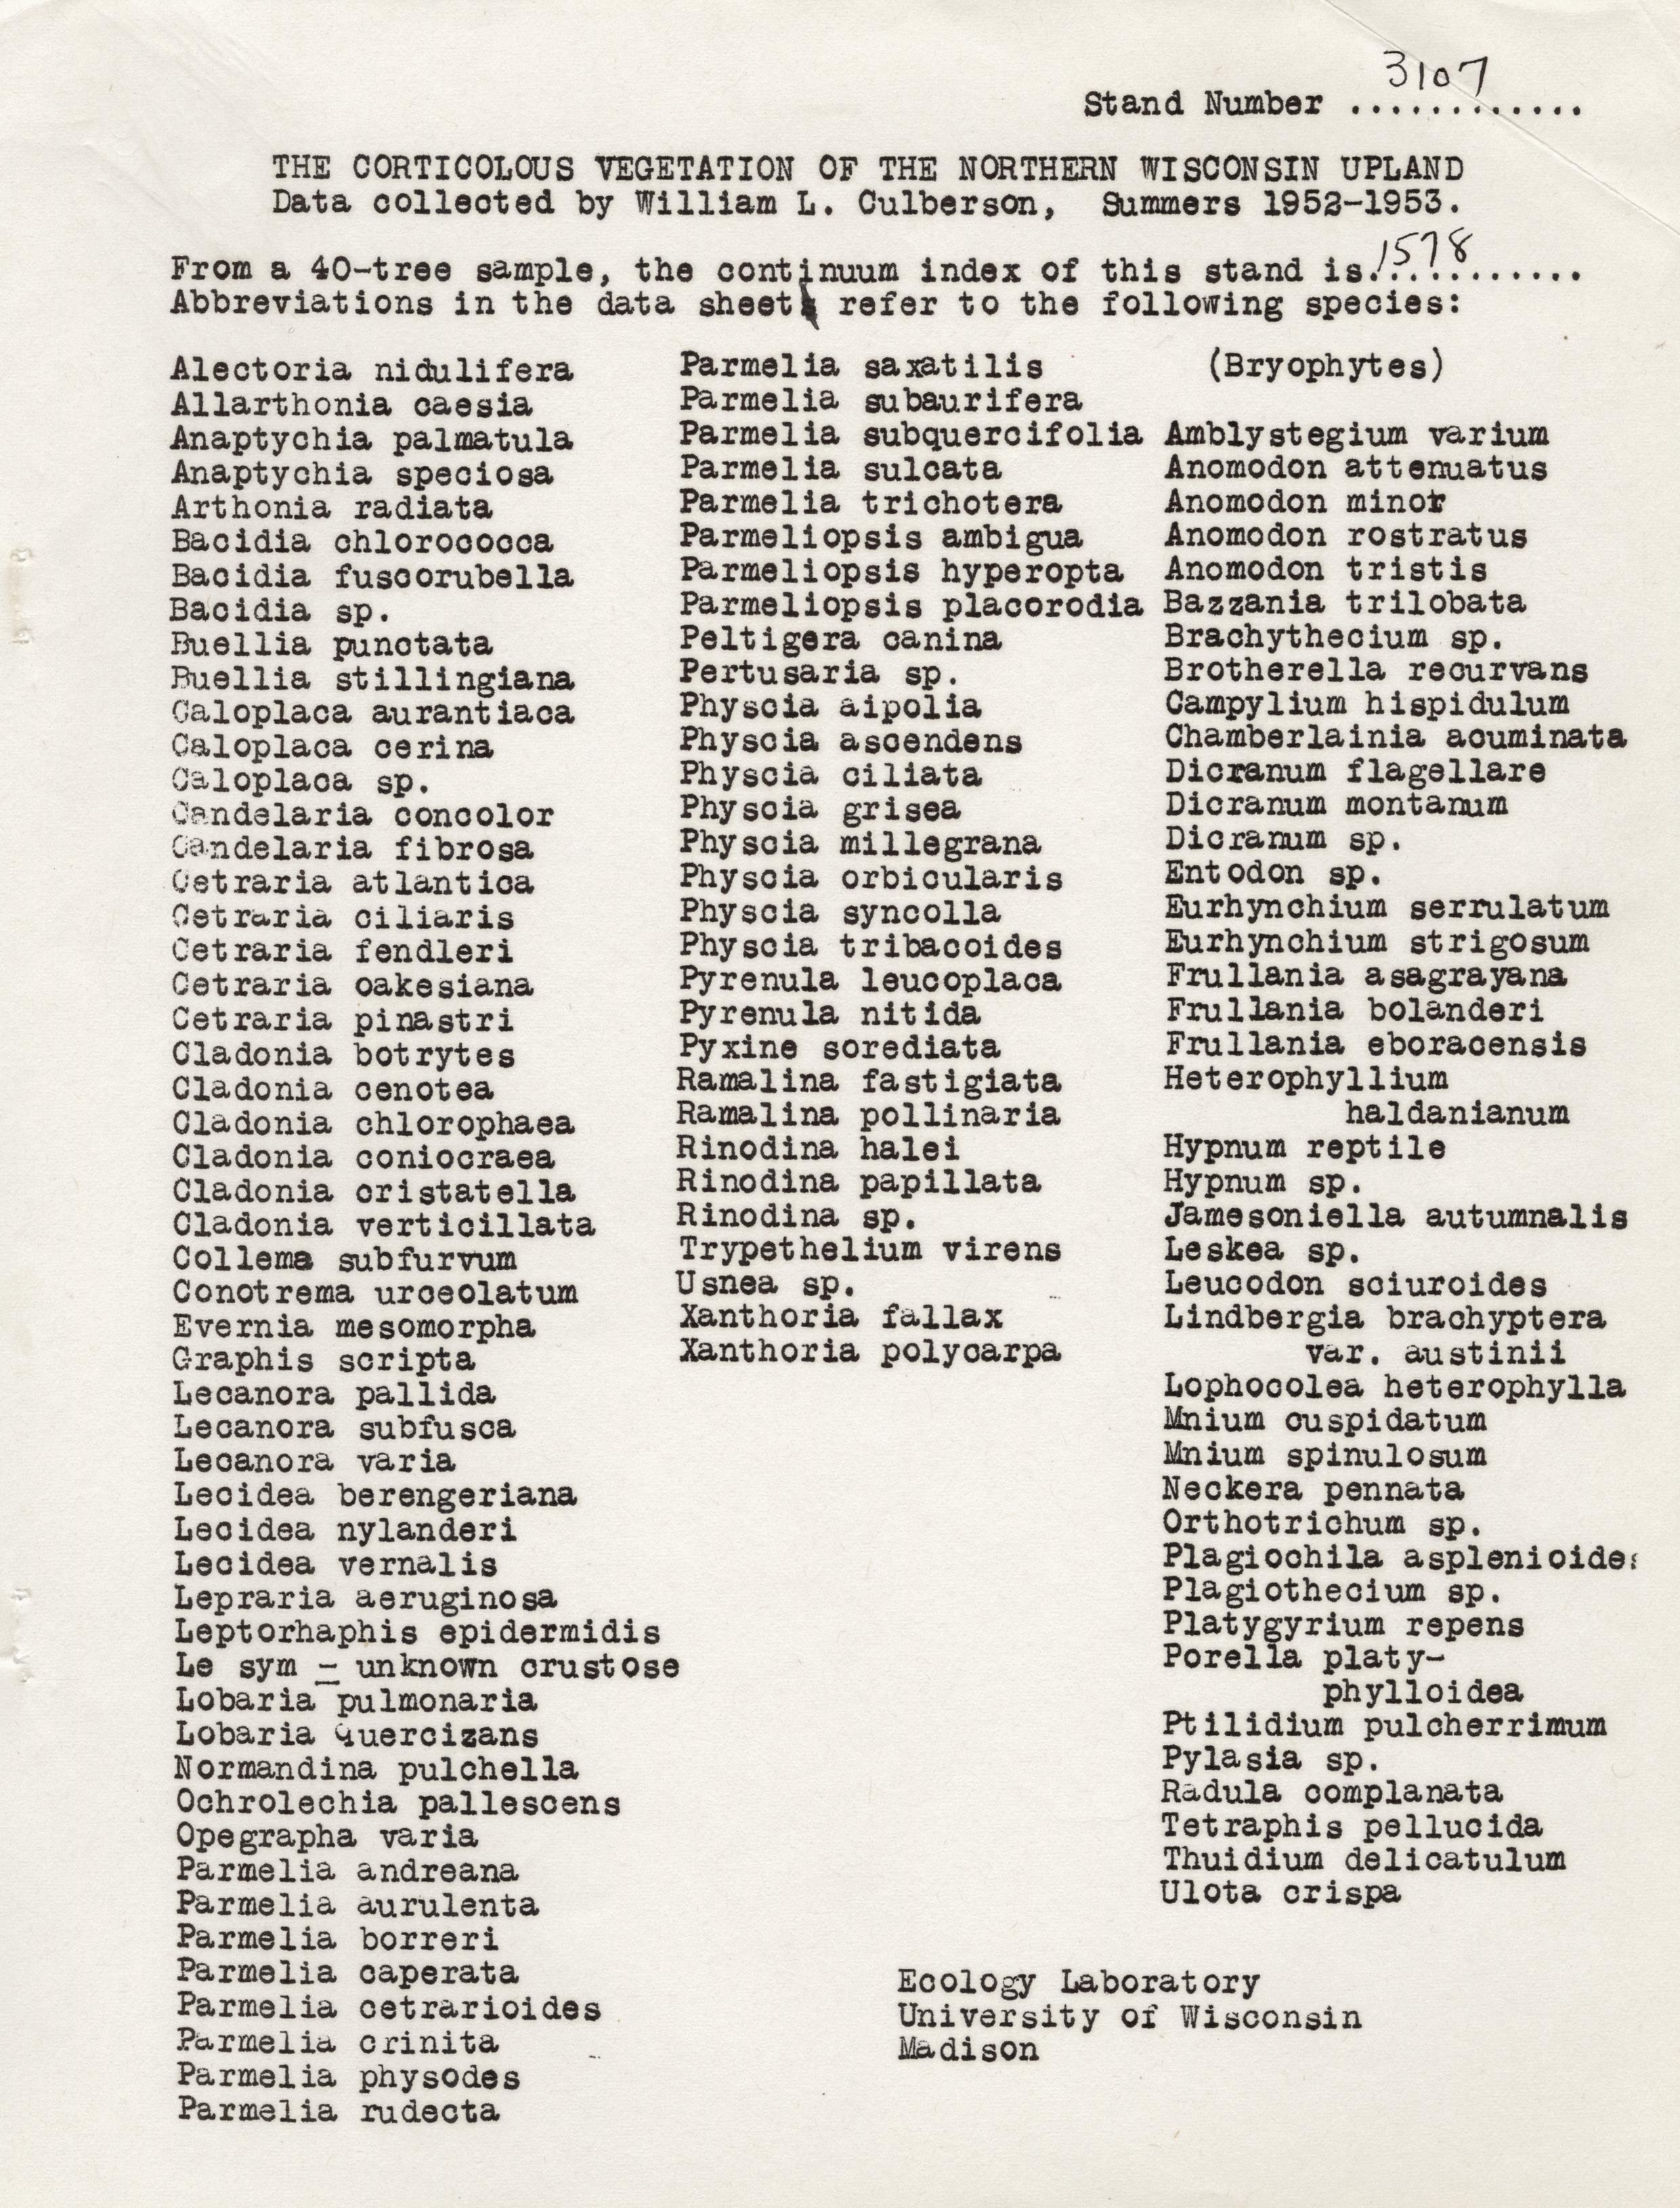 3107
Stand Number ............
THE CORTICOLOUS VEGETATION OF THE NORTHERN WISCONSIN UPLAND
Data collected by William L. Culberson, Summers 1952-1953.
1578
From a 40-tree sample, the continuum index of this stand is...........
Abbreviations in the data sheet refer to the following species:
Alectoria nidulifera
Allarthonia caesia
Anaptychia palmatula
Anaptychia speciosa
Arthonia radiata
Bacidia chlorococca
Bacidia fuscorubella
Bacidia sp.
Buellia punctata
Buellia stillingiana
Caloplaca aurantiaca
Caloplaca cerina
Caloplaca sp.
Candelaria concolor
Candelaria fibrosa
Cetraria atlantica
Cetraria ciliaris
Cetraria fendleri
Cetraria oakesiana
Cetraria pinastri
Cladonia botrytes
Cladonia cenotea
Cladonia chlorophaea
Cladonia coniocraea
Cladonia cristatella
Cladonia verticillata
Collema subfurvum
Conotrema urceolatum
Evernia mesomorpha
Graphis scripta
Lecanora pallida
Lecanora subfusca
Lecanora varia
Lecidea berengeriana
Lecidea nylanderi
Lecidea vernalis
Lepraria aeruginosa
Leptorhaphis epidermidis
Le sym - unknown crustose
Lobaria pulmonaria
Lobaria quercizans
Normandina pulchella
Ochrolechia pallescens
Opegrapha varia
Parmelia andreana
Parmelia aurulenta
Parmelia borreri
Parmelia caperata
Parmelia cetrarioides
Parmelia crinita
Parmelia physodes
Parmelia rudecta
Parmelia saxatilis
Parmelia subaurifera
Parmelia subquercifolia
Parmelia sulcata
Parmelia trichotera
Parmeliopsis ambigua
Parmeliopsis hyperopta
Parmeliopsis placorodia
Peltigera canina
Pertusaria sp.
Physcia aipolia
Physcia ascendens
Physcia ciliata
Physcia grisea
Physcia millegrana
Physcia orbicularis
Physcia syncolla
Physcia tribacoides
Pyrenula leucoplaca
Pyrenula nitida
Pyxine sorediata
Ramalina fastigiata
Ramalina pollinaria
Rinodina halei
Rinodina papillata
Rinodina sp.
Trypethelium virens
Usnea sp.
Xanthoria fallax
Xanthoria polycarpa
(Bryophytes)
Amblystegium varium
Anomodon attenuatus
Anomodon minor
Anomodon rostratus
Anomodon tristis
Bazzania trilobata
Brachythecium sp.
Brotherella recurvans
Campylium hispidulum
Chamberlainia acuminata
Dicranum flagellare
Dicranum montanum
Dicranum sp.
Entodon sp.
Eurhynchium serrulatum
Eurhynchium strigosum
Frullania asagrayana
Frullania bolanderi
Frullania eboracensis
Heterophyllium
haldanianum
Hypnum reptile
Hypnum sp.
Jamesoniella autumnalis
Leskea sp.
Leucodon sciuroides
Lindbergia brachyptera
var. austinii
Lophocolea heterophylla
Mnium cuspidatum
Mnium spinulosum
Neckera pennata
Orthotrichum sp.
Plagiochila asplenioides
Plagiothecium sp.
Platygyrium repens
Porella platy-
phylloidea
Ptilidium pulcherrimum
Pylasia sp.
Radula complanata
Tetraphis pellucida
Thuidium delicatulum
Ulota crispa
Ecology Laboratory
University of Wisconsin
Madison